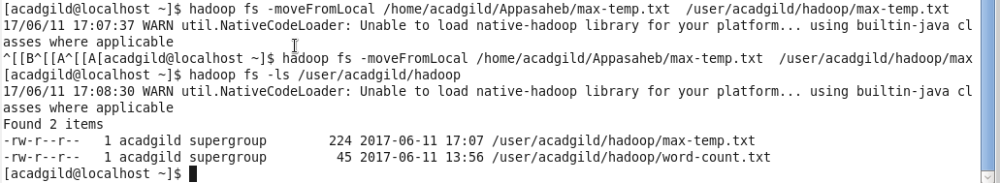 [acadgild@localhost ~]$ hadoop fs -moveFromLocal /home/acadgild/Appasaheb/max-temp.txt  /user/acadgild/hadoop/max-temp.txt
17/06/11 17:07:37 WARN util.NativeCodeLoader: Unable to load native-hadoop library for your platform... using builtin-java cl
asses where applicable
^[[B^[[A^[[A[acadgild@localhost ~]$ hadoop fs -moveFromLocal /home/acadgild/Appasaheb/max-temp.txt  /user/acadgild/hadoop/max
[acadgild@localhost ~]$ hadoop fs -ls /user/acadgild/hadoop
17/06/11 17:08:30 WARN util.NativeCodeLoader: Unable to load native-hadoop library for your platform... using builtin-java cl
asses where applicable
Found 2 items
-rw-r--r--   1 acadgild supergroup        224 2017-06-11 17:07 /user/acadgild/hadoop/max-temp.txt
-rw-r--r--   1 acadgild supergroup         45 2017-06-11 13:56 /user/acadgild/hadoop/word-count.txt
[acadgild@localhost ~]$